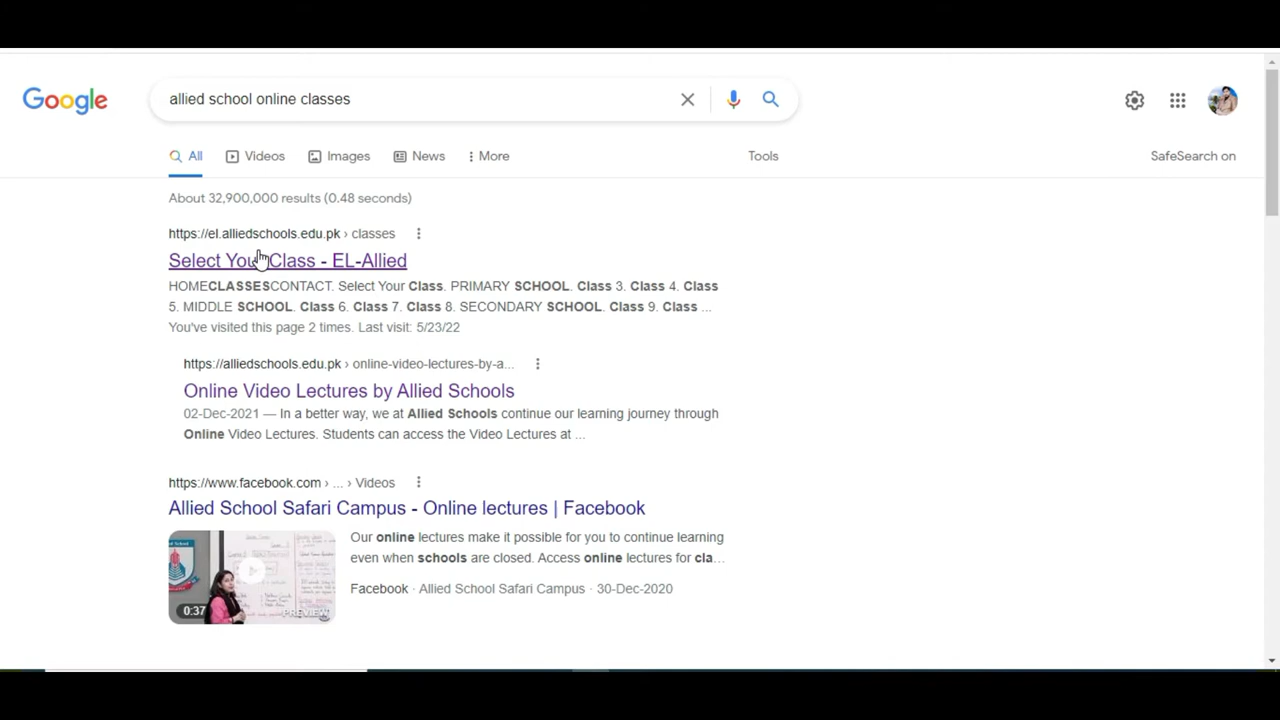 Google
allied school online classes
All
Videos
Images
News
More
Tools
SafeSearch on
About 32,900,000 results (0.48 seconds)
https://el.alliedschools.edu.pk › classes
Select Your Class - EL-Allied
HOMECLASSESCONTACT. Select Your Class. PRIMARY SCHOOL. Class 3. Class 4. Class
5. MIDDLE SCHOOL. Class 6. Class 7. Class 8. SECONDARY SCHOOL. Class 9. Class ...
You've visited this page 2 times. Last visit: 5/23/22
https://alliedschools.edu.pk › online-video-lectures-by-a...
Online Video Lectures by Allied Schools
02-Dec-2021 — In a better way, we at Allied Schools continue our learning journey through
Online Video Lectures. Students can access the Video Lectures at ...
https://www.facebook.com › ... › Videos
Allied School Safari Campus - Online lectures | Facebook
Our online lectures make it possible for you to continue learning
even when schools are closed. Access online lectures for cla...
Facebook · Allied School Safari Campus · 30-Dec-2020
0:37
PREVIEW